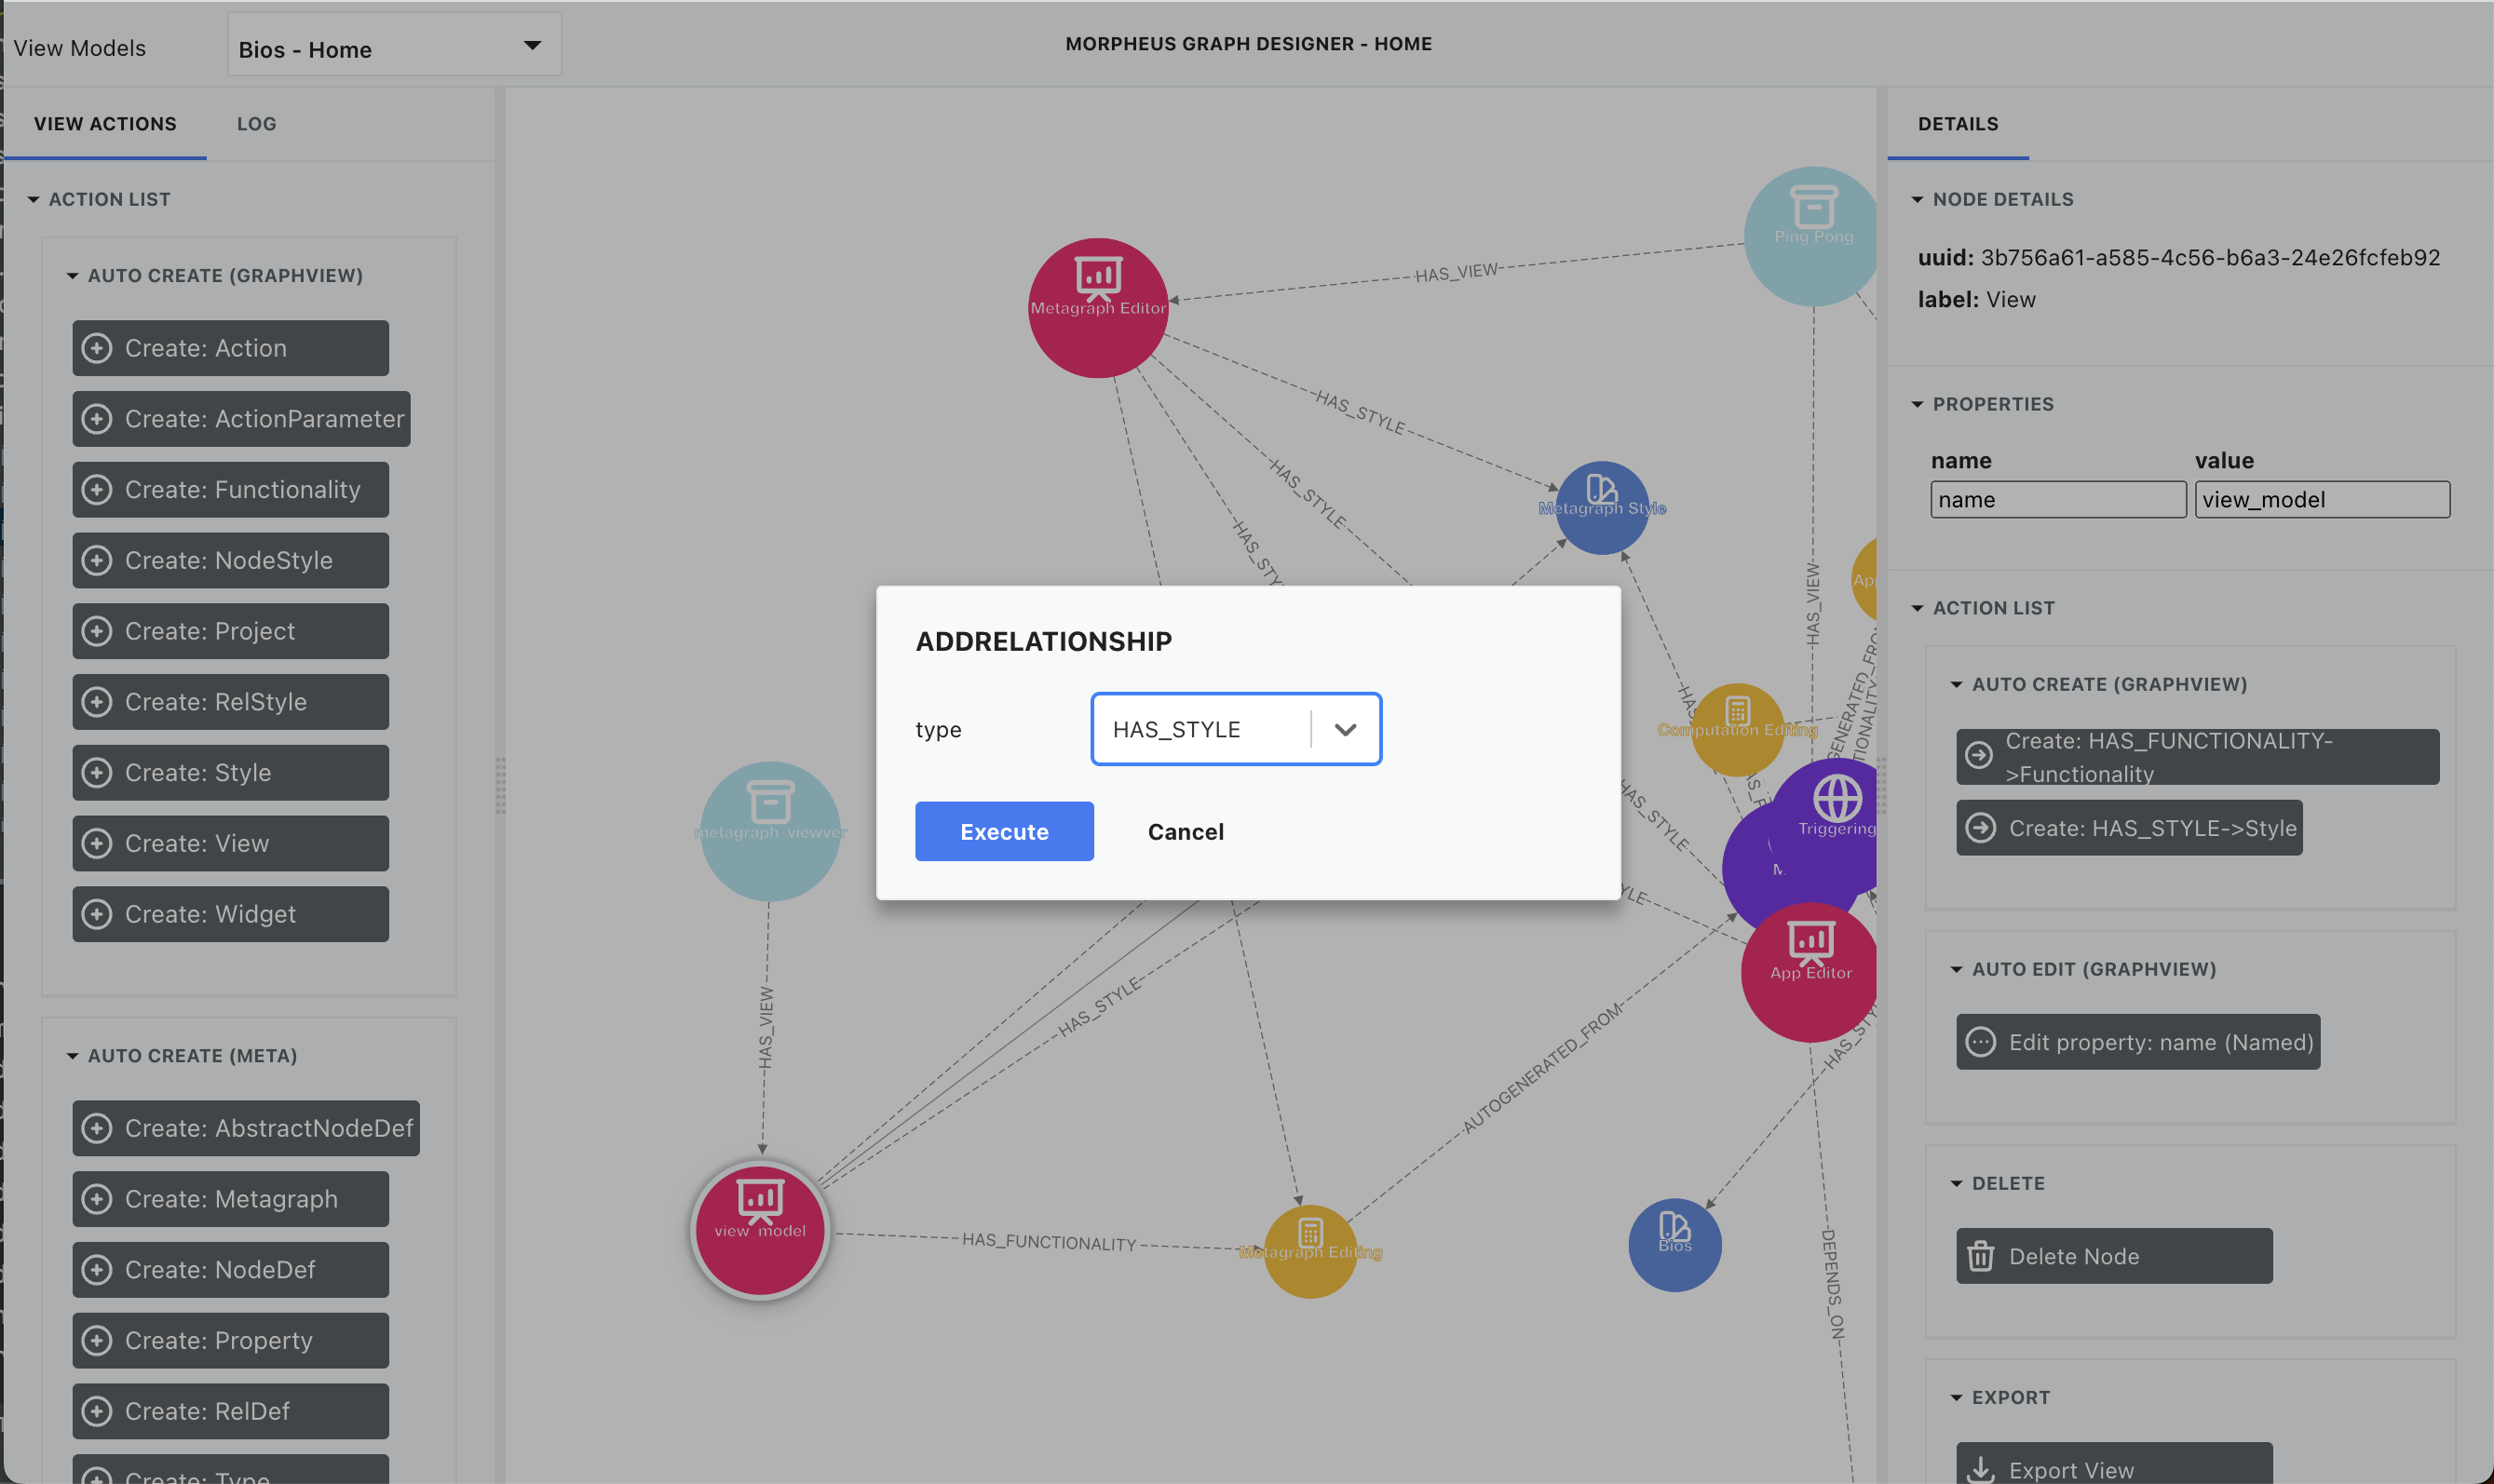 View Models
Bios - Home
MORPHEUS GRAPH DESIGNER - HOME
VIEW ACTIONS
LOG
ACTION LIST
AUTO CREATE (GRAPHVIEW)
Create: Action
Create: ActionParameter
Create: Functionality
Create: NodeStyle
Create: Project
Create: RelStyle
Create: Style
Create: View
Create: Widget
AUTO CREATE (META)
Create: AbstractNodeDef
Create: Metagraph
Create: NodeDef
Create: Property
Create: RelDef
Create: Type
Ping Pong
HAS_VIEW
Metagraph Editor
HAS_STYLE
HAS_STYLE
Metagraph Style
HAS_VIEW
ADDRELATIONSHIP
type
HAS_STYLE
Execute
Cancel
Computation Editing
GENERATED_FRO
TIONALITY
HAS_STYLE
Triggering
metagraph_viewver
App Editor
HAS_VIEW
HAS_STYLE
AUTOGENERATED_FROM
view_model
HAS_FUNCTIONALITY
Metagraph Editing
Bios
DEPENDS_ON
DETAILS
NODE DETAILS
uuid: 3b756a61-a585-4c56-b6a3-24e26fcfeb92
label: View
PROPERTIES
name value
name view_model
ACTION LIST
AUTO CREATE (GRAPHVIEW)
Create: HAS_FUNCTIONALITY-
>Functionality
Create: HAS_STYLE->Style
AUTO EDIT (GRAPHVIEW)
Edit property: name (Named)
DELETE
Delete Node
EXPORT
Export View